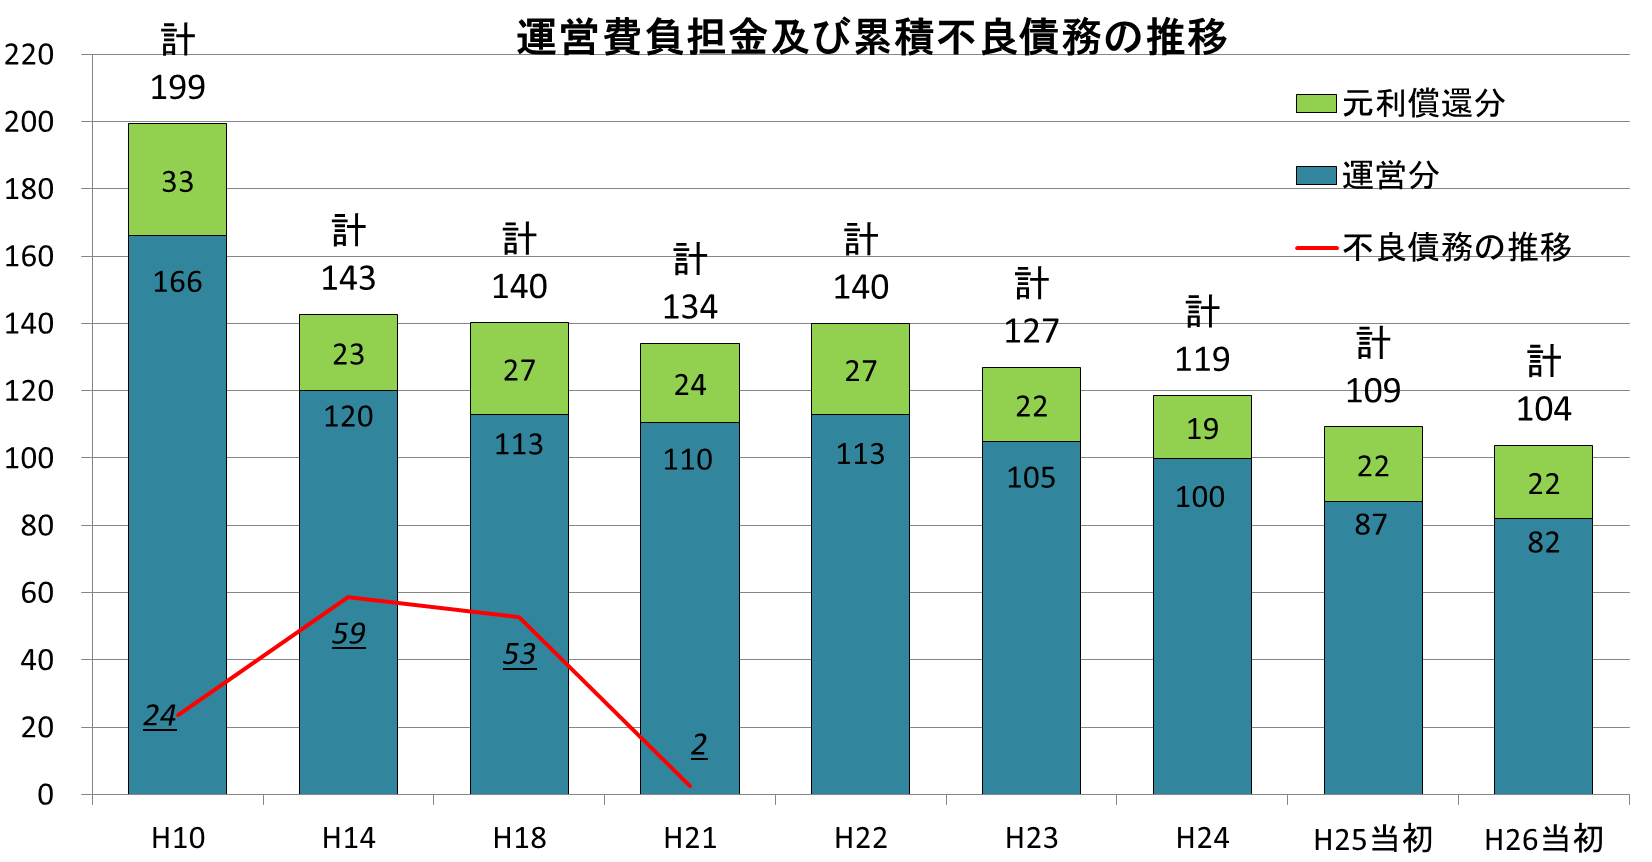 運営費負担金及び累積不良債務の推移
元利償還分
運営分
不良債務の推移
220
200
180
160
140
120
100
80
60
40
20
0
計
199
33
166
24
計
143
23
120
59
計
140
27
113
53
計
134
24
110
2
計
140
27
113
計
127
22
105
計
119
19
100
計
109
22
87
計
104
22
82
H10
H14
H18
H21
H22
H23
H24
H25当初
H26当初